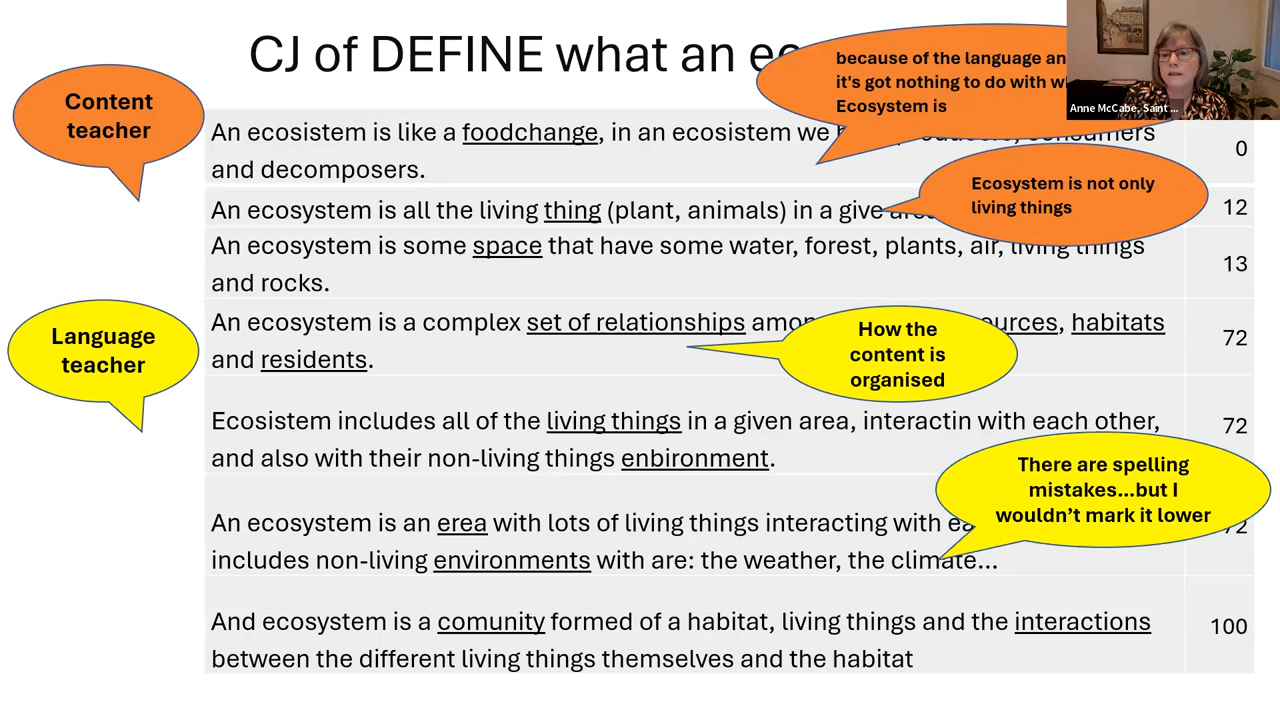 CJ of DEFINE what an
because of the language
it's got nothing to do with
Ecosystem is
Anne McCabe, Saint ...
Content
teacher
An ecosistem is like a foodchange, in an ecosistem we
and decomposers.
0
Ecosystem is not only
living things
An ecosystem is all the living thing (plant, animals) in a give
12
An ecosystem is some space that have some water, forest, plants, air, living things
and rocks.
13
Language
teacher
An ecosystem is a complex set of relationships habitats
and residents.
72
How the
content is
organised
Ecosistem includes all of the living things in a given area, interactin with each other,
and also with their non-living things enbironment.
72
There are spelling
mistakes...but I
wouldn't mark it lower
An ecosystem is an erea with lots of living things interacting with
includes non-living environments with are: the weather, the climate...
72
And ecosystem is a comunity formed of a habitat, living things and the interactions
between the different living things themselves and the habitat
100